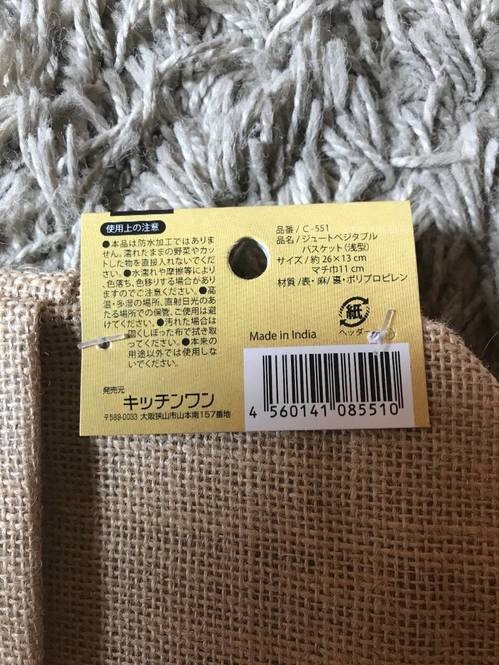 使用上の注意
●本品は防水加工ではありま
せん。濡れたままの野菜やカッ
トした物を直接入れないでくだ
さい。●水濡れや摩擦等によ
り、色落ち、色移りする場合があ
りますのでご注意ください。●高
温・多湿の場所、直射日光のあ
たる場所での保管、ご使用は避
けてください。●汚れた場合は
固くしぼった布で拭き取
ってください。●本来の
用途以外では使用しな
いでください。
発売元
キッチンワン
〒589-0033 大阪狭山市山本南157番地
品番/C-551
品名/ジュートベジタブル
バスケット(浅型)
サイズ/約26×13cm
マチ巾11cm
材質/表・麻/裏・ポリプロピレン
紙
ヘッダー
Made in India
4 560141 085510